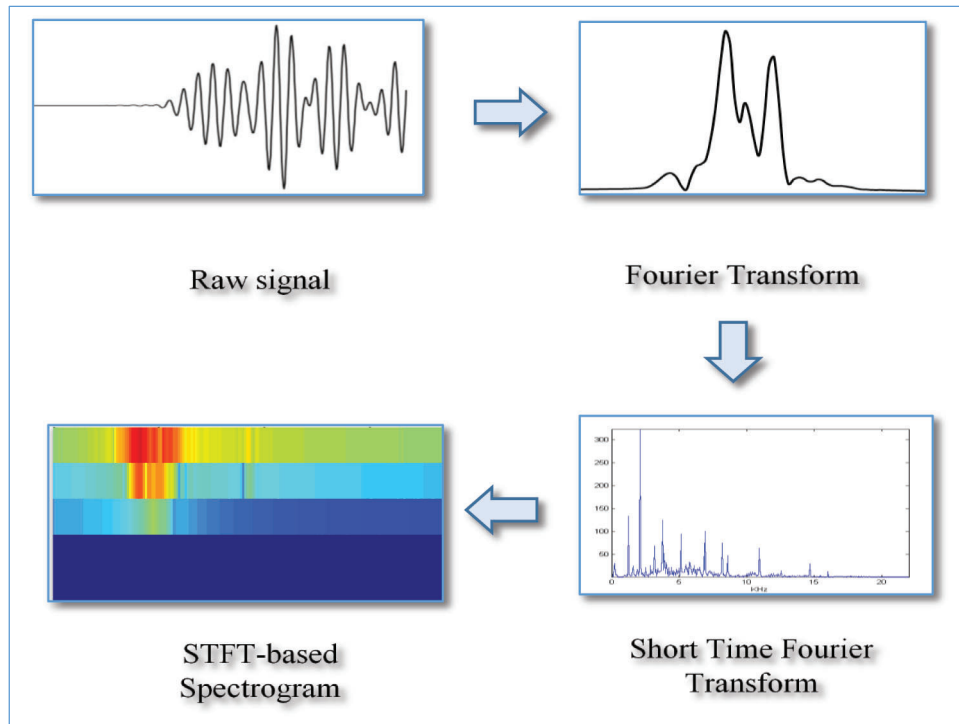 Raw signal
Fourier Transform
300
250
200
150
100
50
0 5 10 15 20
KHz
STFT-based
Spectrogram
Short Time Fourier
Transform